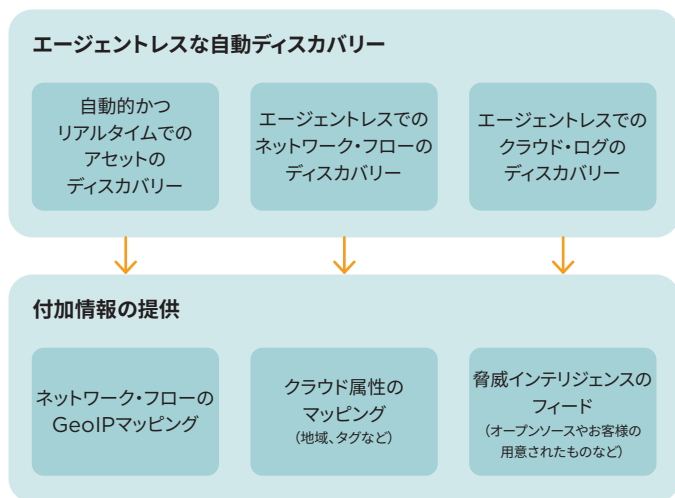 エージェントレスな自動ディスカバリー
自動的かつ
リアルタイムでの
アセットの
ディスカバリー
エージェントレスでの
ネットワーク・フローの
ディスカバリー
エージェントレスでの
クラウド・ログの
ディスカバリー
付加情報の提供
ネットワーク・フローの
GeoIPマッピング
クラウド属性の
マッピング
（地域、タグなど）
脅威インテリジェンスの
フィード
（オープンソースやお客様の
用意されたものなど）